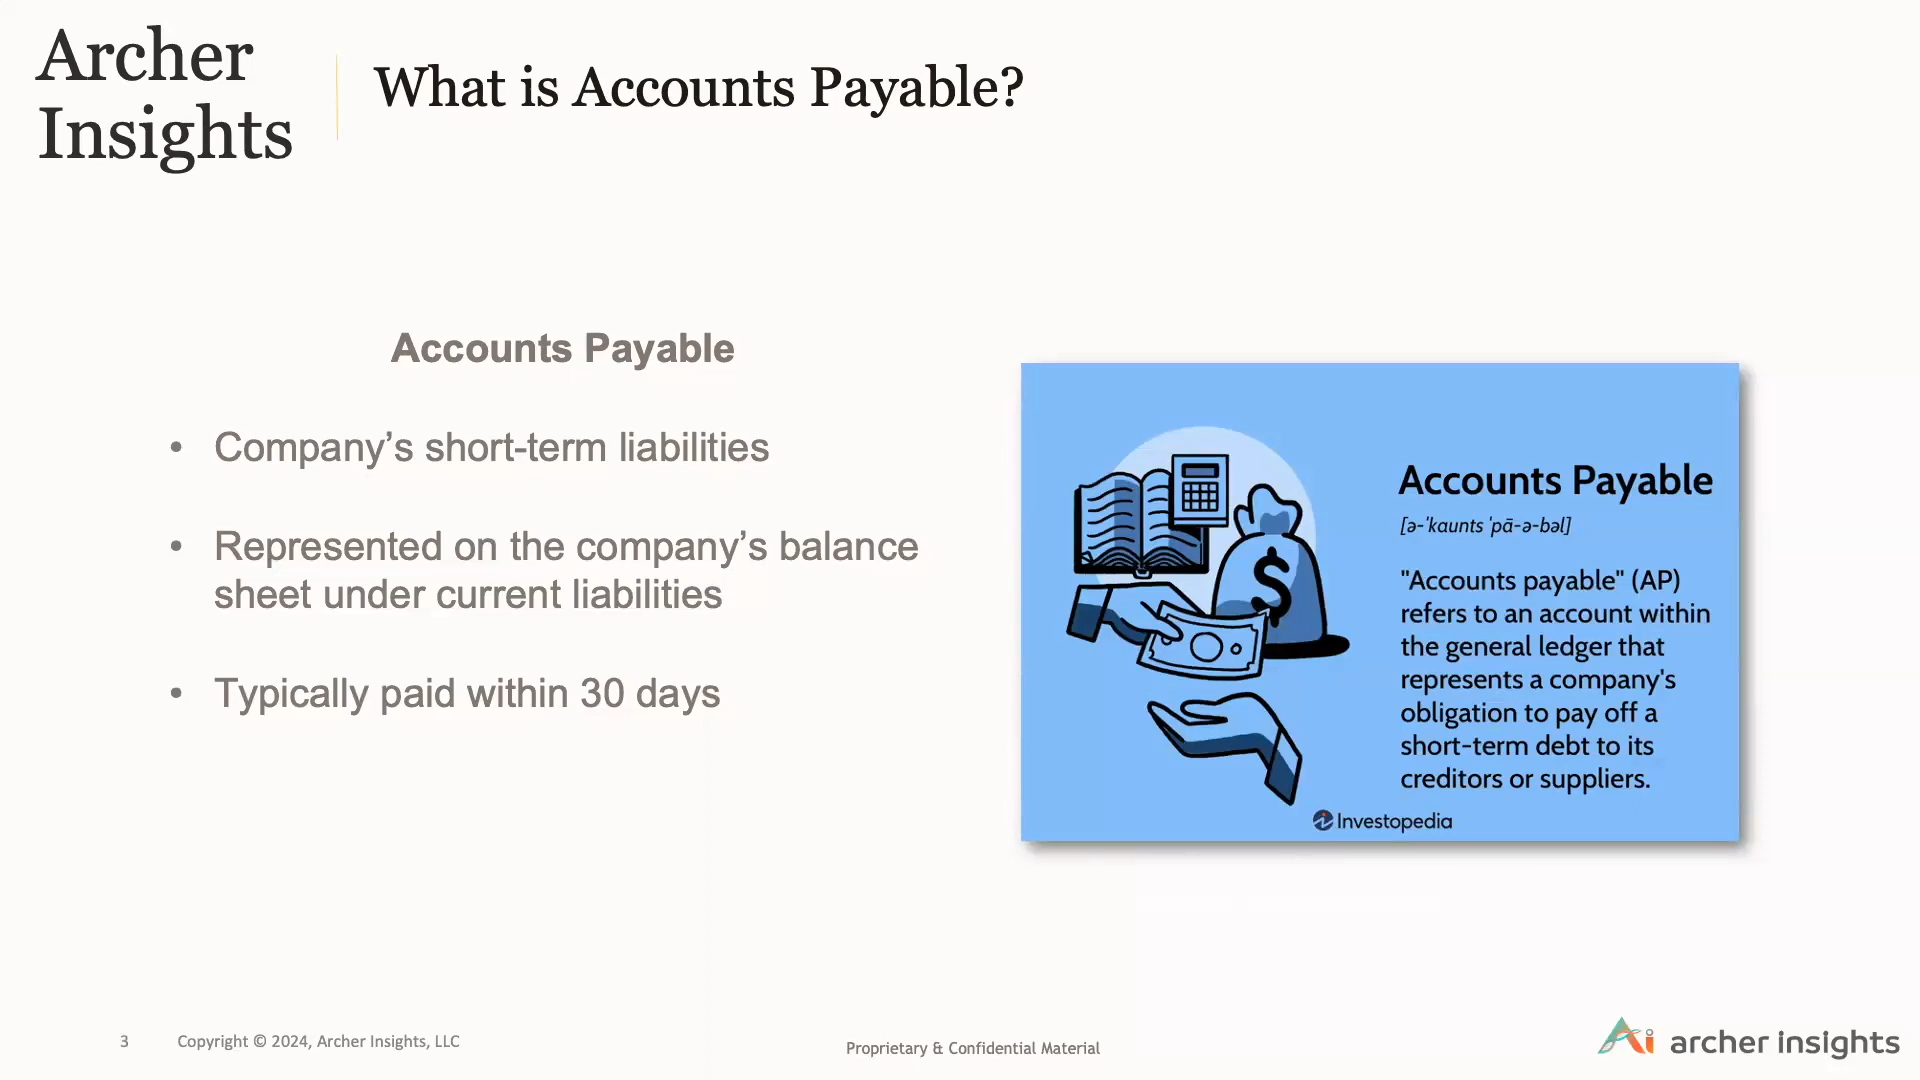 Archer
Insights
What is Accounts Payable?
Accounts Payable
• Company’s short-term liabilities
• Represented on the company’s balance
sheet under current liabilities
• Typically paid within 30 days
$
Accounts Payable
[ə-ˈkaunts ˈpā-ə-bəl]
"Accounts payable" (AP)
refers to an account within
the general ledger that
represents a company's
obligation to pay off a
short-term debt to its
creditors or suppliers.
Investopedia
3
Copyright © 2024, Archer Insights, LLC
Proprietary & Confidential Material
Ai archer insights